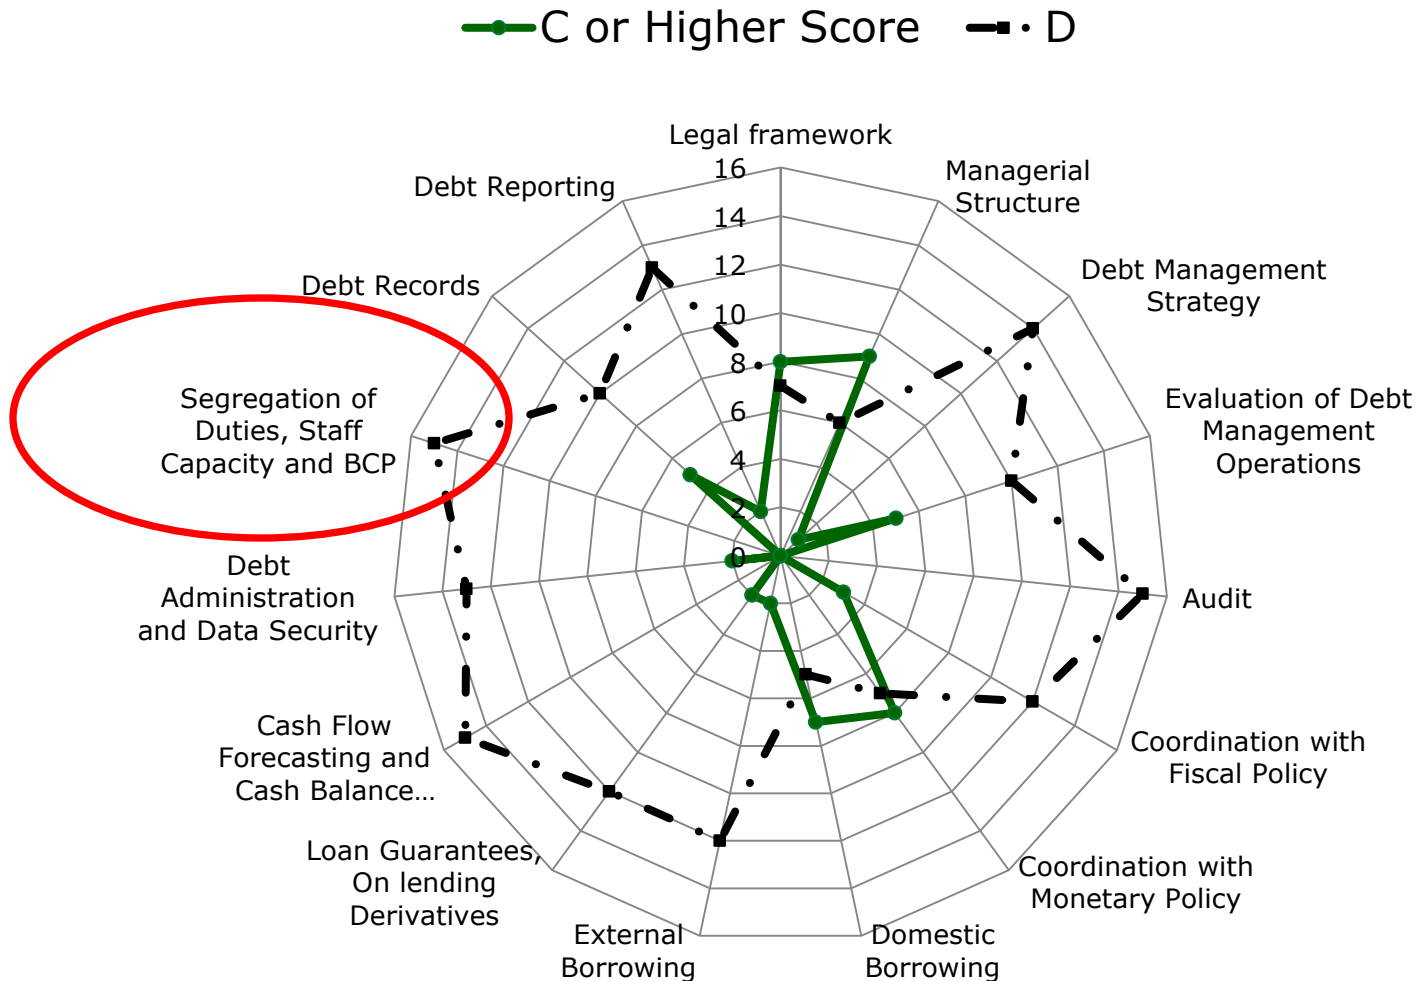 C or Higher Score
D
Legal framework
Managerial
Structure
Debt Management
Strategy
Evaluation of Debt
Management
Operations
Audit
Coordination with
Fiscal Policy
Coordination with
Monetary Policy
Domestic
Borrowing
External
Borrowing
Loan Guarantees,
On lending
Derivatives
Cash Flow
Forecasting and
Cash Balance…
Debt
Administration
and Data Security
Segregation of
Duties, Staff
Capacity and BCP
Debt Records
Debt Reporting
16
14
12
10
8
6
4
2
0